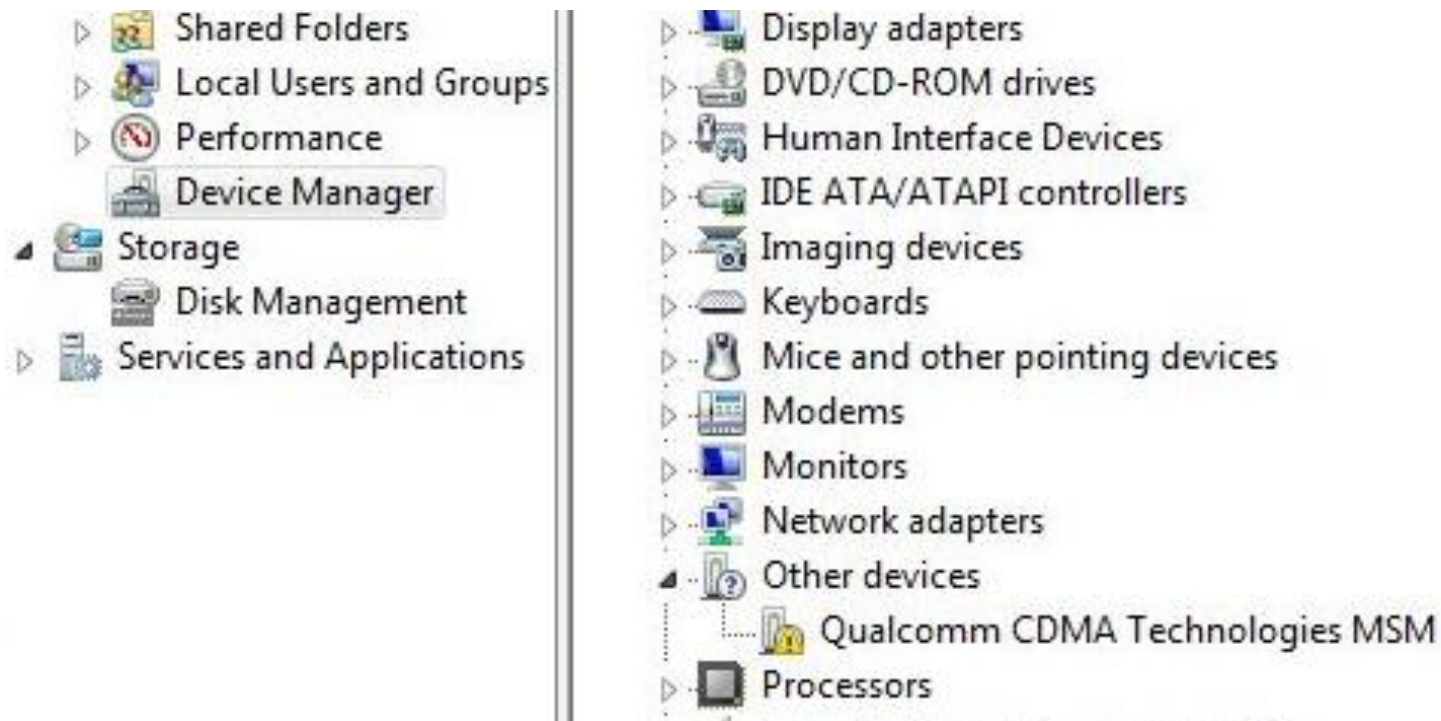 Shared Folders
Local Users and Groups
Performance
Device Manager
Storage
Disk Management
Services and Applications
Display adapters
DVD/CD-ROM drives
Human Interface Devices
IDE ATA/ATAPI controllers
Imaging devices
Keyboards
Mice and other pointing devices
Modems
Monitors
Network adapters
Other devices
Qualcomm CDMA Technologies MSM
Processors